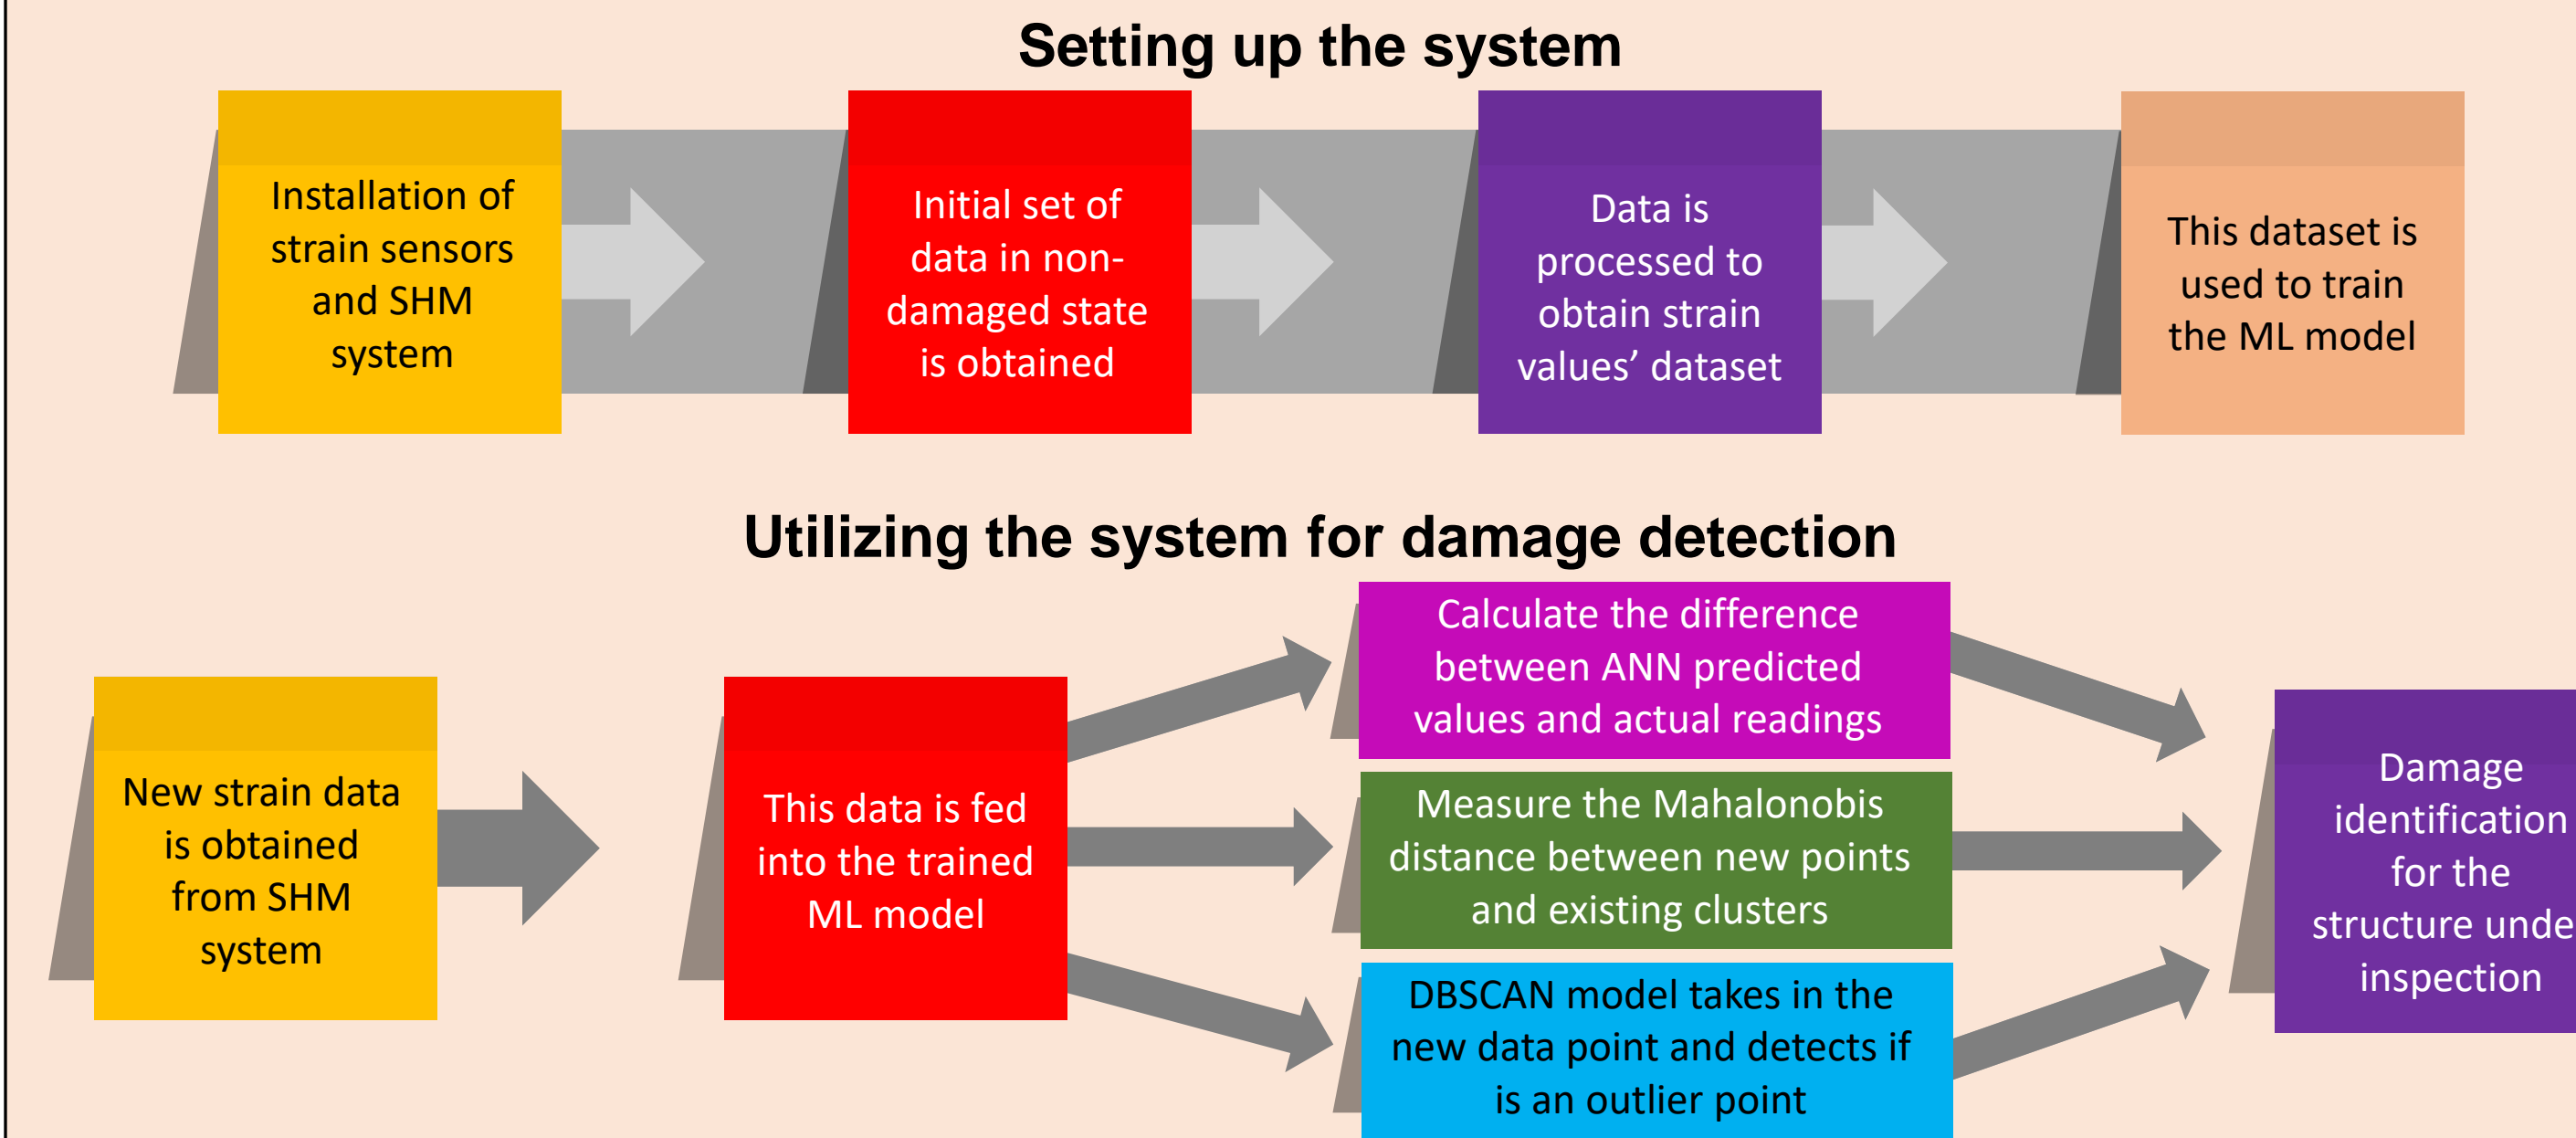 Setting up the system
Installation of
strain sensors
and SHM
system
Initial set of
data in non-
damaged state
is obtained
Data is
processed to
obtain strain
values’ dataset
This dataset is
used to train
the ML model
Utilizing the system for damage detection
New strain data
is obtained
from SHM
system
This data is fed
into the trained
ML model
Calculate the difference
between ANN predicted
values and actual readings
Measure the Mahalonobis
distance between new points
and existing clusters
DBSCAN model takes in the
new data point and detects if
is an outlier point
Damage
identification
for the
structure unde
inspection